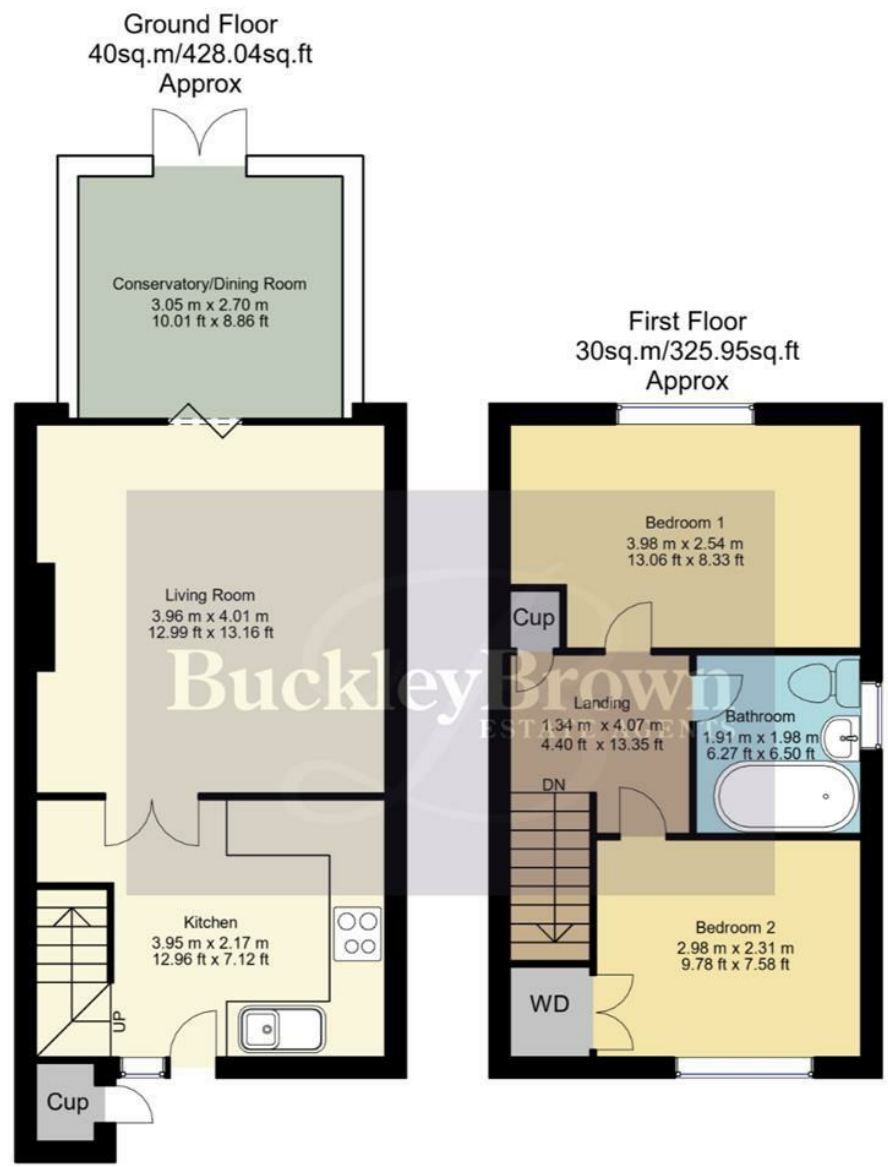 Ground Floor
40sq.m/428.04sq.ft
Approx
Conservatory/Dining Room
3.05 m x 2.70 m
10.01 ft x 8.86 ft
Living Room
3.96 m x 4.01 m
12.99 ft x 13.16 ft
Kitchen
3.95 m x 2.17 m
12.96 ft x 7.12 ft
UP
Cup
First Floor
30sq.m/325.95sq.ft
Approx
Bedroom 1
3.98 m x 2.54 m
13.06 ft x 8.33 ft
Cup
Landing
1.34 m x 4.07 m
4.40 ft x 13.35 ft
DN
Bathroom
1.91 m x 1.98 m
6.27 ft x 6.50 ft
Bedroom 2
2.98 m x 2.31 m
9.78 ft x 7.58 ft
WD
BuckleyBrown
ESTATE AGENTS